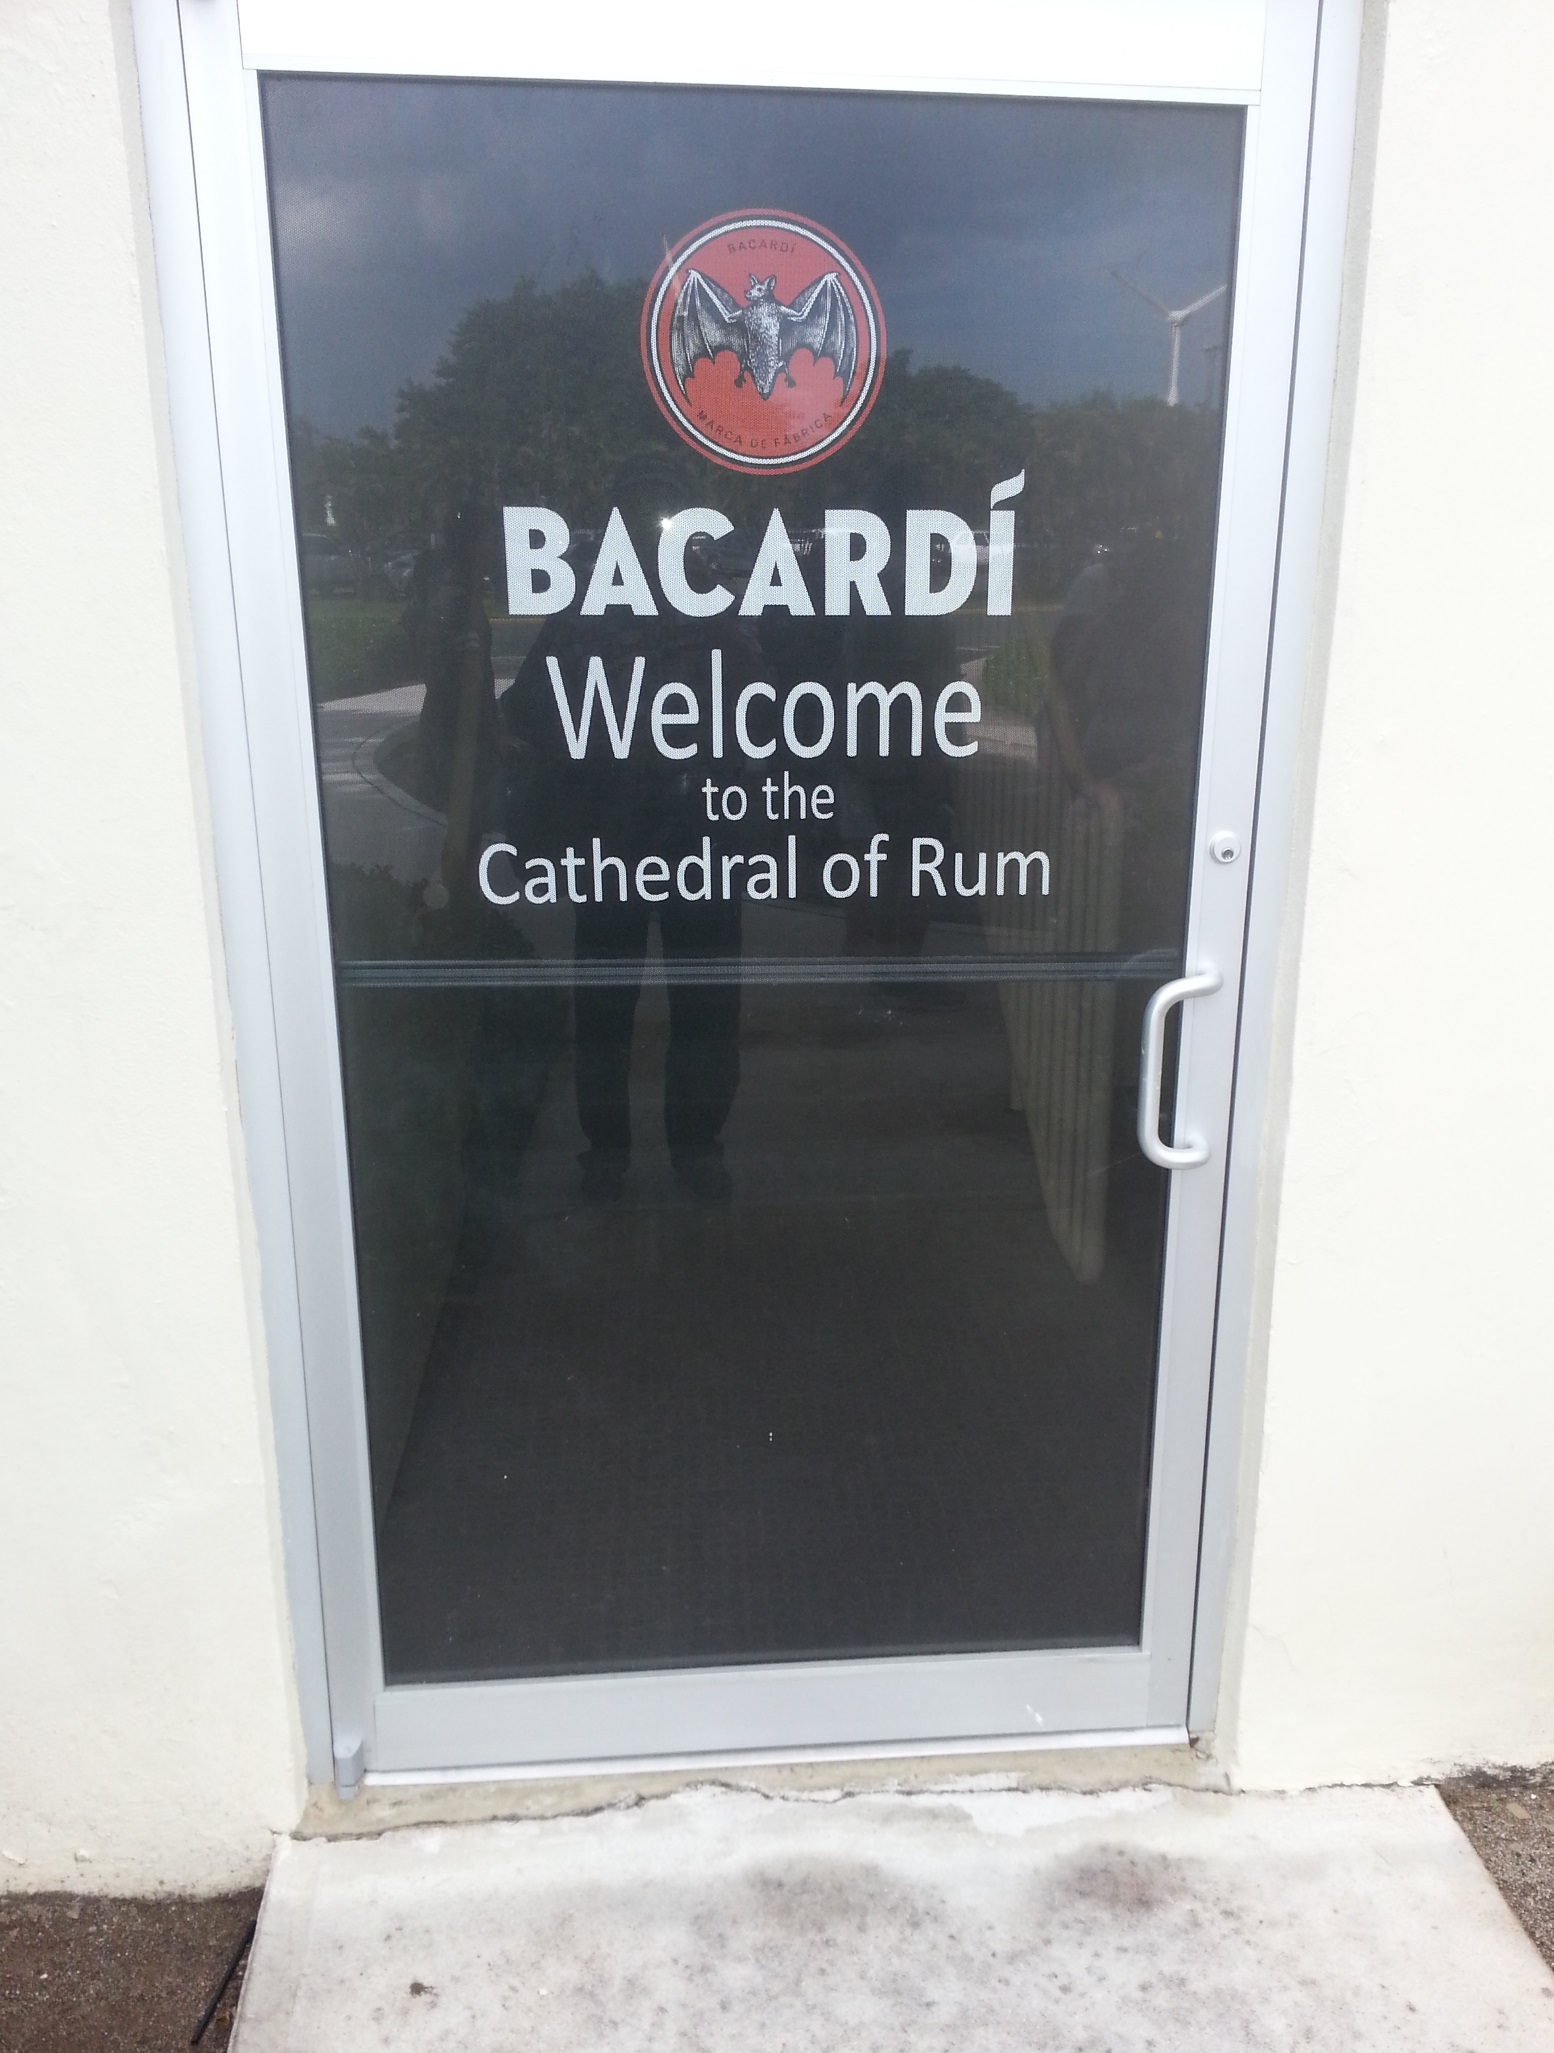 BACARDÍ
MARCA DE FÁBRICA
BACARDÍ
Welcome
to the
Cathedral of Rum